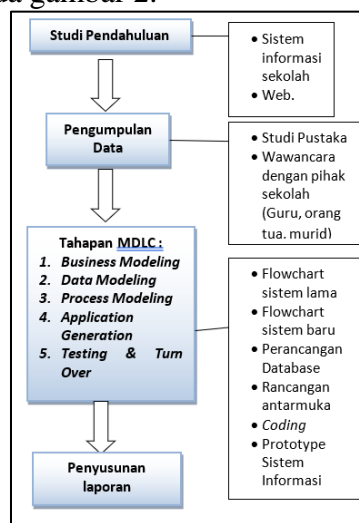 da gambar 2.
Studi Pendahuluan
• Sistem
informasi
sekolah
• Web.
Pengumpulan
Data
• Studi Pustaka
• Wawancara
dengan pihak
sekolah
(Guru, orang
tua. murid)
Tahapan MDLC :
1. Business Modeling
2. Data Modeling
3. Process Modeling
4. Application
Generation
5. Testing & Turn
Over
• Flowchart
sistem lama
• Flowchart
sistem baru
• Perancangan
Database
• Rancangan
antarmuka
• Coding
• Prototype
Sistem
Informasi
Penyusunan
laporan